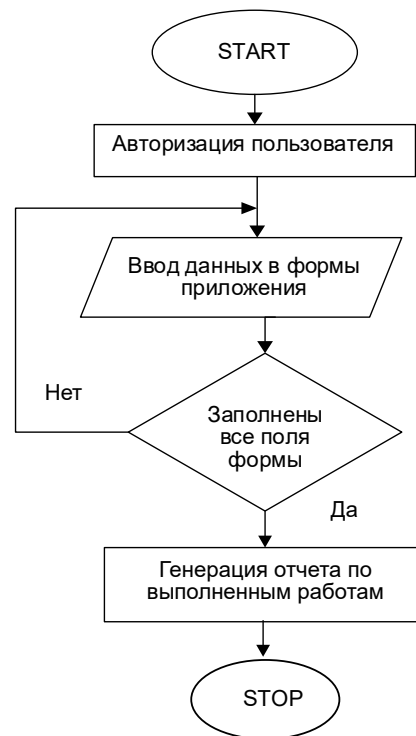 START
Авторизация пользователя
Ввод данных в формы
приложения
Нет
Заполнены
все поля
формы
Да
Генерация отчета по
выполненным работам
STOP